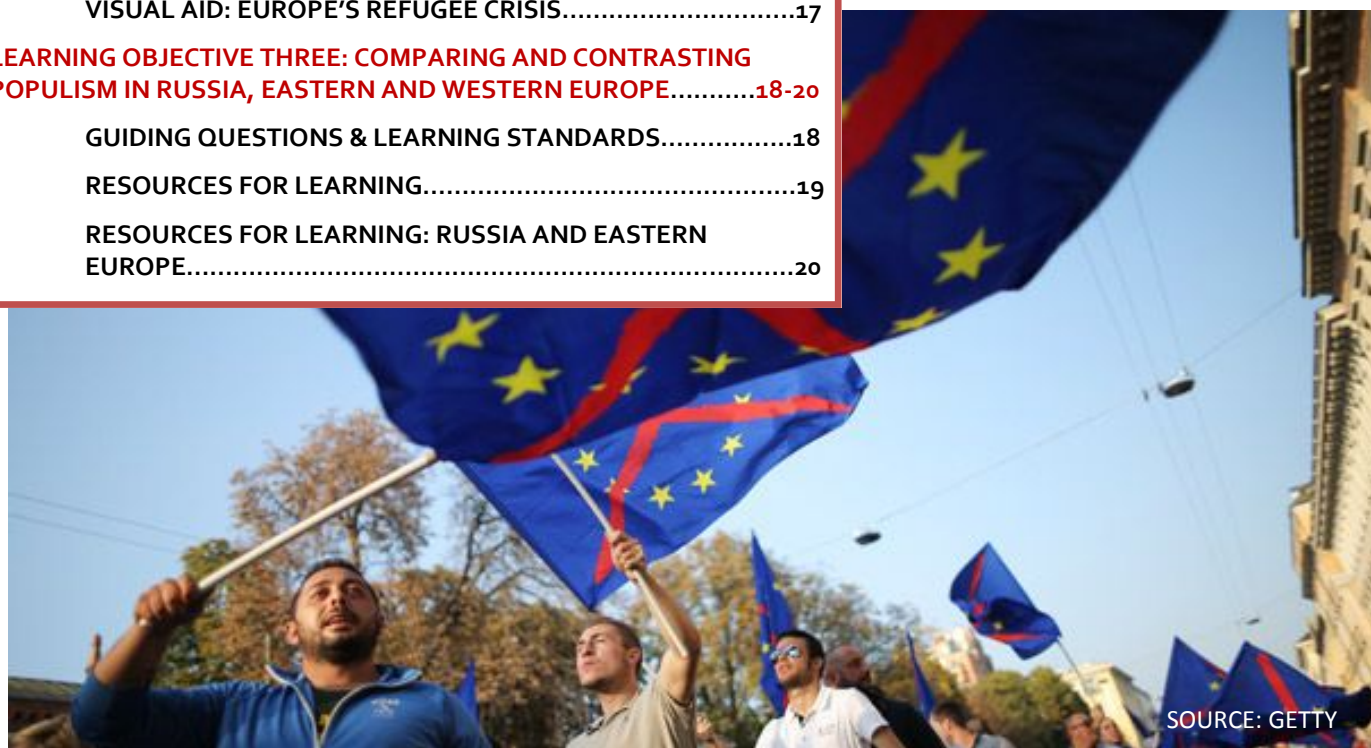 VISUAL AID: EUROPE'S REFUGEE CRISIS..............................17
LEARNING OBJECTIVE THREE: COMPARING AND CONTRASTING
POPULISM IN RUSSIA, EASTERN AND WESTERN EUROPE...........18-20
GUIDING QUESTIONS & LEARNING STANDARDS.................18
RESOURCES FOR LEARNING................................................19
RESOURCES FOR LEARNING: RUSSIA AND EASTERN
EUROPE..............................................................................20
SOURCE: GETTY